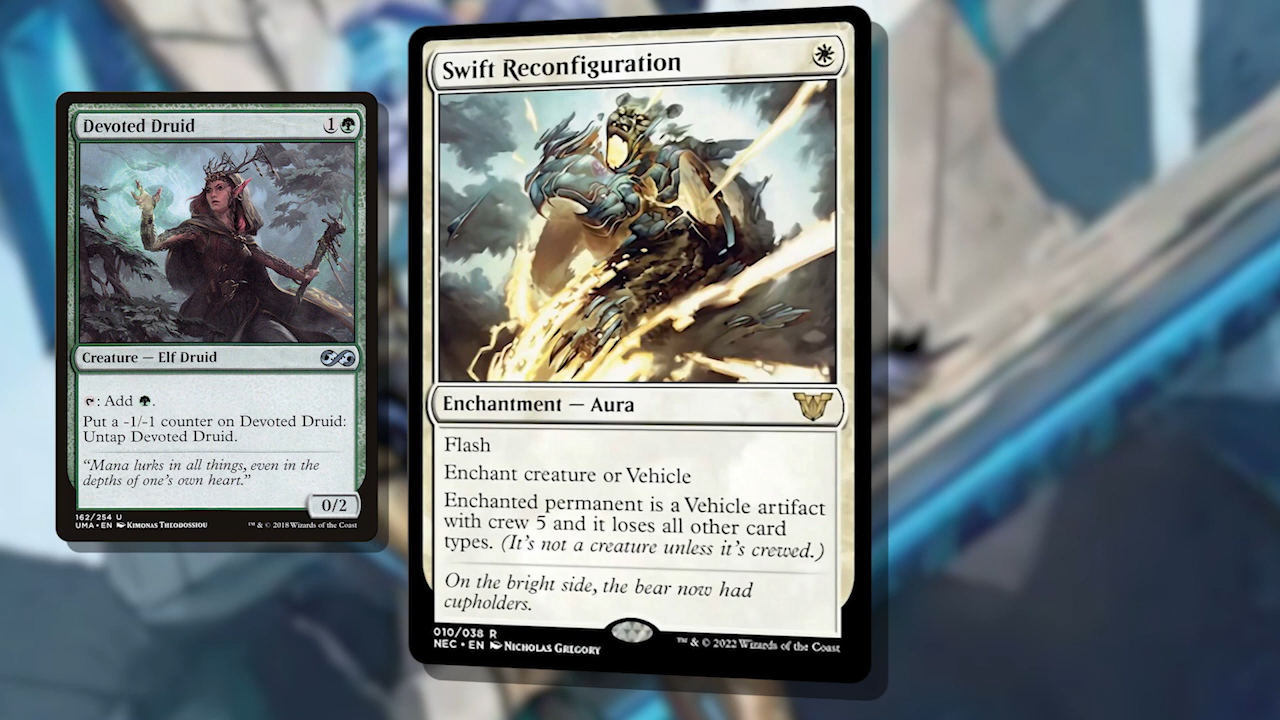 Devoted Druid 1
Creature — Elf Druid
: Add .
Put a -1/-1 counter on Devoted Druid:
Untap Devoted Druid.
“Mana lurks in all things, even in the
depths of one’s own heart.”
0/2
162/254 U
UMA • EN Kimonas Theodossiou ™ & © 2018 Wizards of the Coast
Swift Reconfiguration
Enchantment — Aura
Flash
Enchant creature or Vehicle
Enchanted permanent is a Vehicle artifact
with crew 5 and it loses all other card
types. (It’s not a creature unless it’s crewed.)
On the bright side, the bear now had
cupholders.
010/038 R
NEC • EN Nicholas Gregory ™ & © 2022 Wizards of the Coast